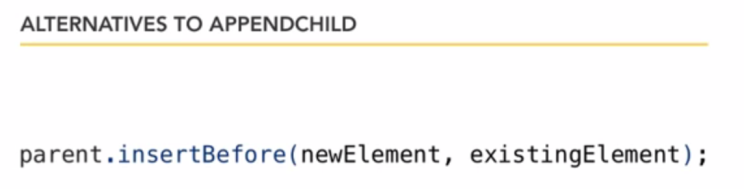 ALTERNATIVES TO APPENDCHILD
parent.insertBefore(newElement, existingElement);